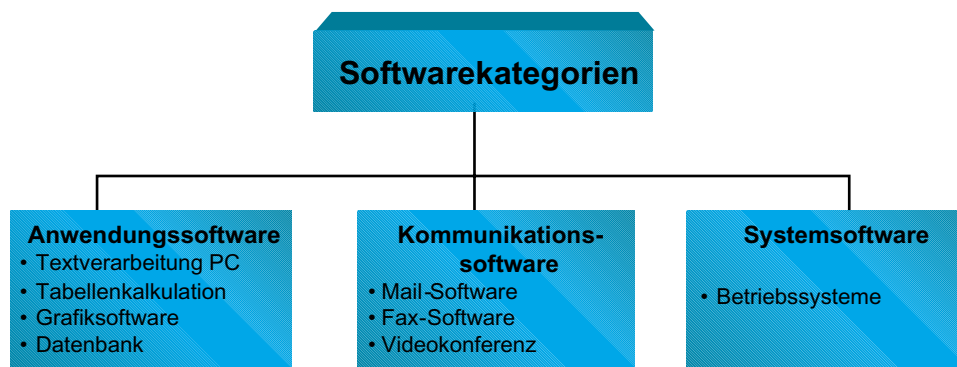 Softwarekategorien
Anwendungssoftware
• Textverarbeitung PC
• Tabellenkalkulation
• Grafiksoftware
• Datenbank
Kommunikations-
software
• Mail-Software
• Fax-Software
• Videokonferenz
Systemsoftware
• Betriebssysteme